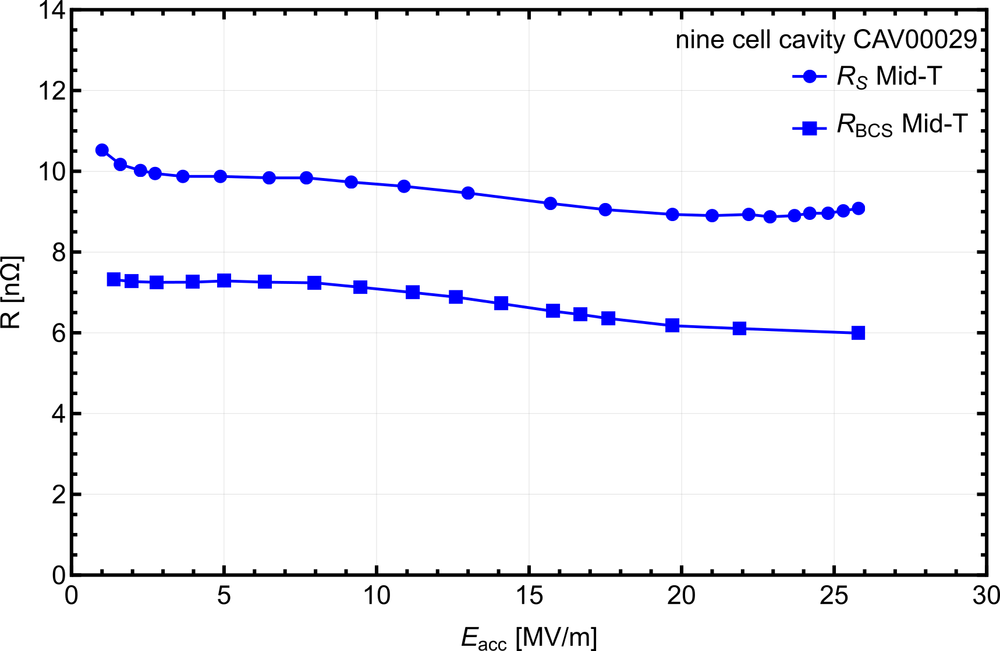 nine cell cavity CAV00029
R_S Mid-T
R_BCS Mid-T
R [nΩ]
14
12
10
8
6
4
2
0
0 5 10 15 20 25 30
E_acc [MV/m]